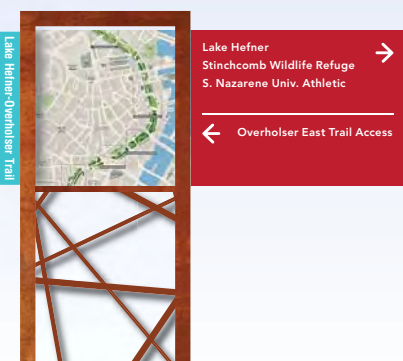 Lake Hefner-Overholser Trail
Lake Hefner
Stinchcomb Wildlife Refuge
S. Nazarene Univ. Athletic
Overholser East Trail Access